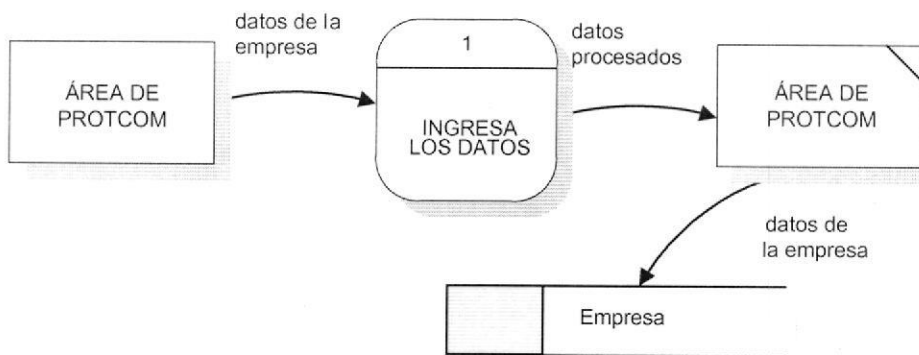 datos de la
empresa
ÁREA DE
PROTCOM
1
INGRESA
LOS DATOS
datos
procesados
ÁREA DE
PROTCOM
datos de
la empresa
Empresa